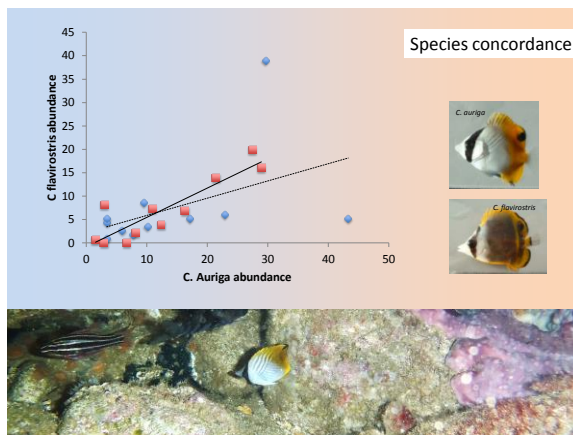 Species concordance
45
40
35
30
25
20
15
10
5
0
C flavirostris abundance
0 10 20 30 40 50
C. Auriga abundance
C. auriga
C. flavirostris